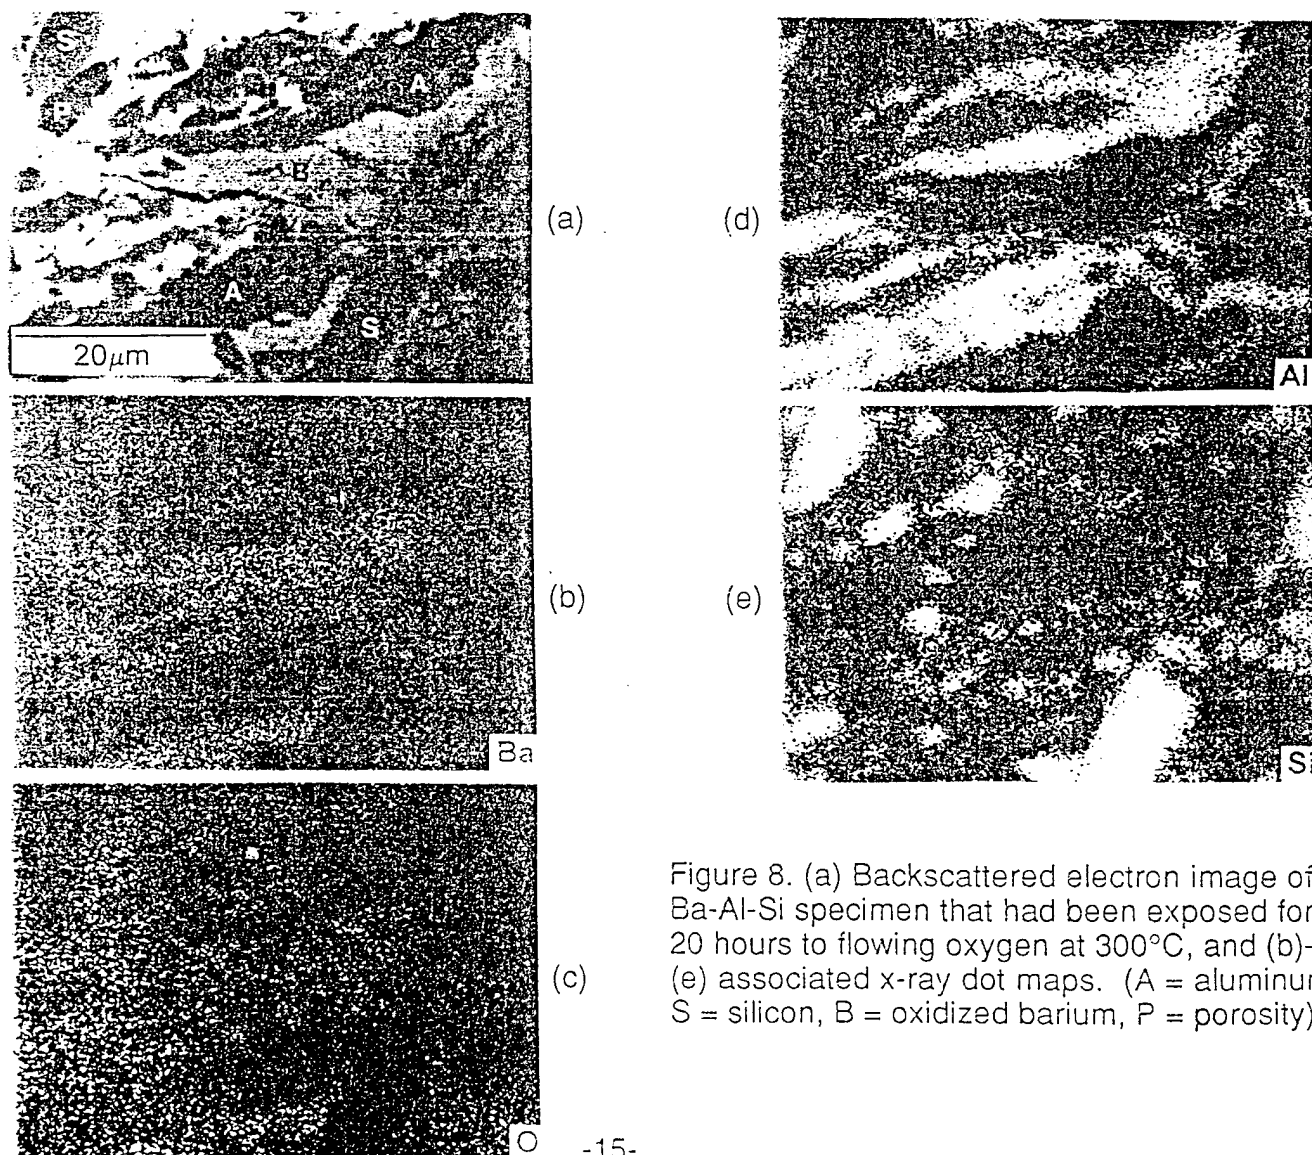 S
P
A
B
A
S
20μm
(a)
Ba
(b)
O
(c)
(d)
Al
(e)
Si
Figure 8. (a) Backscattered electron image of
Ba-Al-Si specimen that had been exposed for
20 hours to flowing oxygen at 300°C, and (b)-
(e) associated x-ray dot maps. (A = aluminu
S = silicon, B = oxidized barium, P = porosity)
-15-